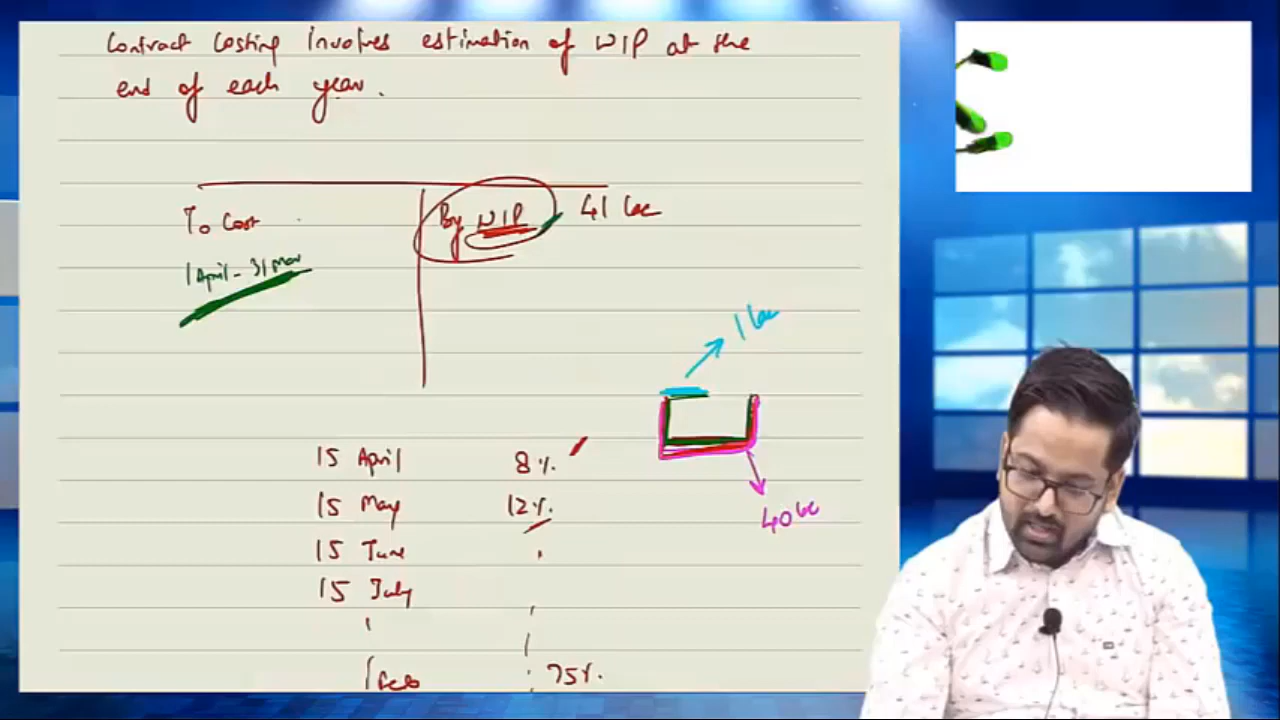 Contract Costing involves estimation of WIP at the
end of each year.
To Cost
By WIP 41 Lac
1 April - 31 Mar
1 Lac
15 April 8%
15 May 12%
40 Lac
15 June
15 July
1 Feb 75%